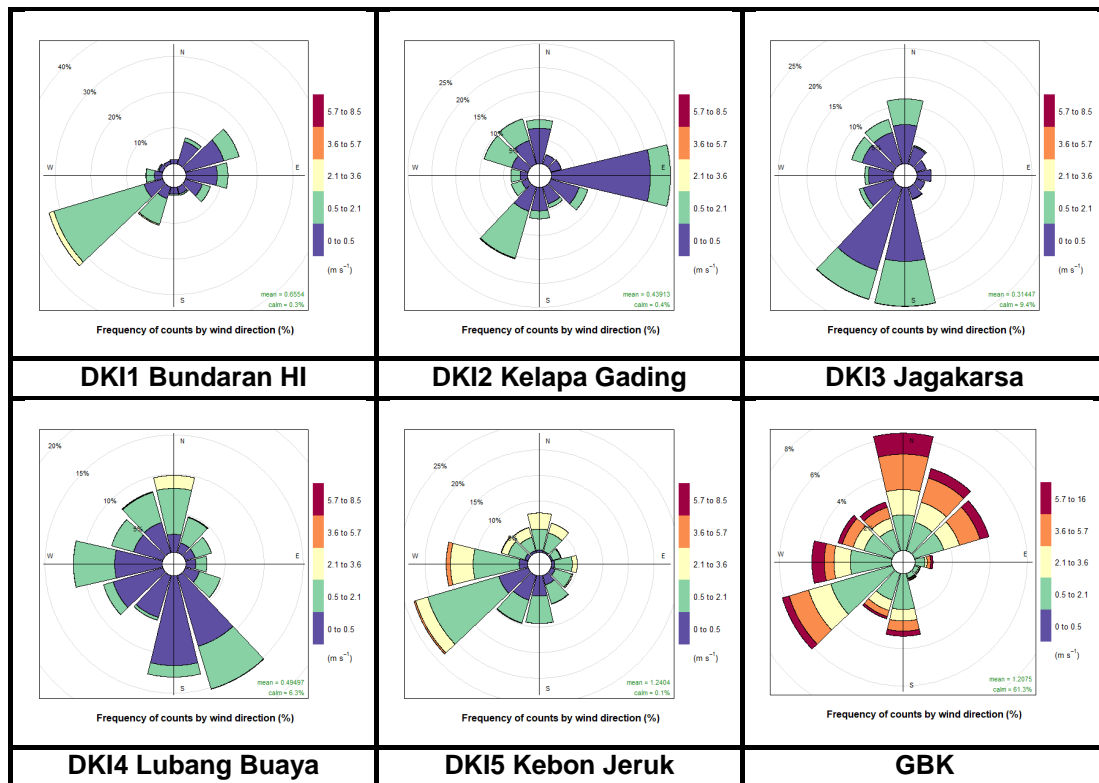 N
40%
30%
20%
10%
W
E
S
5.7 to 8.5
3.6 to 5.7
2.1 to 3.6
0.5 to 2.1
0 to 0.5
(m s⁻¹)
mean = 0.6554
calm = 0.3%
Frequency of counts by wind direction (%)
N
25%
20%
15%
10%
5%
W
E
S
5.7 to 8.5
3.6 to 5.7
2.1 to 3.6
0.5 to 2.1
0 to 0.5
(m s⁻¹)
mean = 0.43913
calm = 0.4%
Frequency of counts by wind direction (%)
N
25%
20%
15%
10%
5%
W
E
S
5.7 to 8.5
3.6 to 5.7
2.1 to 3.6
0.5 to 2.1
0 to 0.5
(m s⁻¹)
mean = 0.31447
calm = 9.4%
Frequency of counts by wind direction (%)
DKI1 Bundaran HI
DKI2 Kelapa Gading
DKI3 Jagakarsa
N
20%
15%
10%
5%
W
E
S
5.7 to 8.5
3.6 to 5.7
2.1 to 3.6
0.5 to 2.1
0 to 0.5
(m s⁻¹)
mean = 0.49497
calm = 6.3%
Frequency of counts by wind direction (%)
N
25%
20%
15%
10%
5%
W
E
S
5.7 to 8.5
3.6 to 5.7
2.1 to 3.6
0.5 to 2.1
0 to 0.5
(m s⁻¹)
mean = 1.2404
calm = 0.1%
Frequency of counts by wind direction (%)
N
8%
6%
4%
2%
W
E
S
5.7 to 16
3.6 to 5.7
2.1 to 3.6
0.5 to 2.1
0 to 0.5
(m s⁻¹)
mean = 1.2075
calm = 61.3%
Frequency of counts by wind direction (%)
DKI4 Lubang Buaya
DKI5 Kebon Jeruk
GBK